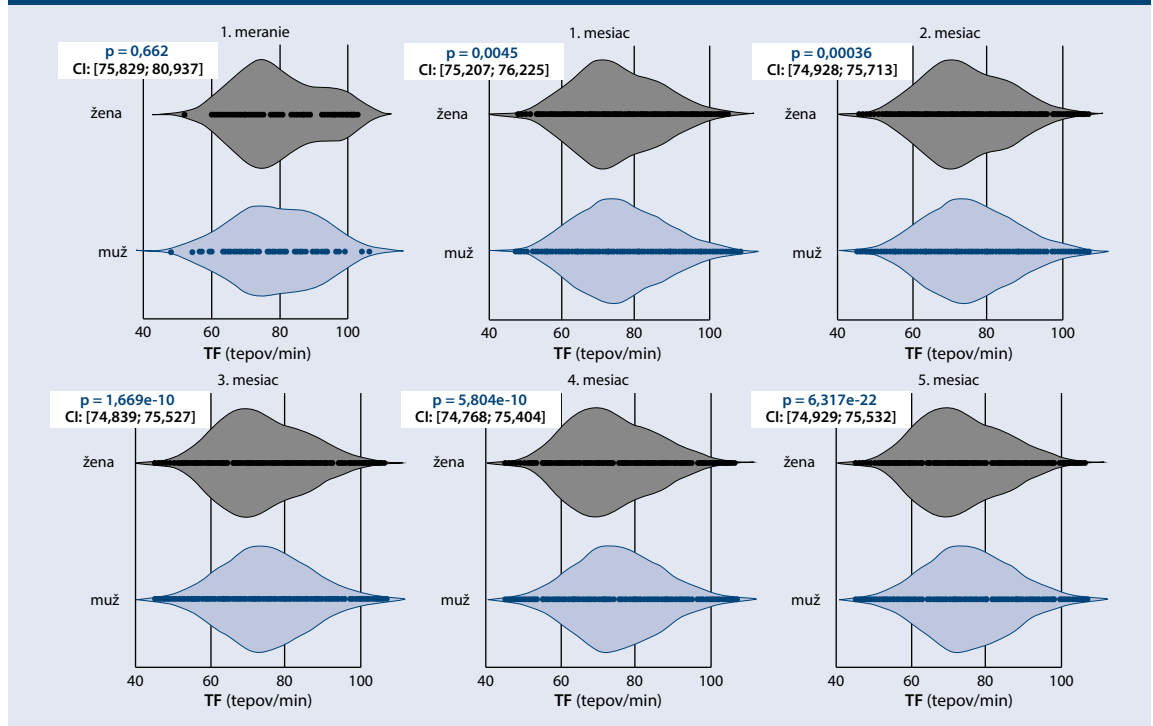 1. meranie
p = 0,662
CI: [75,829; 80,937]
žena
muž
40 60 80 100
TF (tepov/min)
1. mesiac
p = 0,0045
CI: [75,207; 76,225]
žena
muž
40 60 80 100
TF (tepov/min)
2. mesiac
p = 0,00036
CI: [74,928; 75,713]
žena
muž
40 60 80 100
TF (tepov/min)
3. mesiac
p = 1,669e-10
CI: [74,839; 75,527]
žena
muž
40 60 80 100
TF (tepov/min)
4. mesiac
p = 5,804e-10
CI: [74,768; 75,404]
žena
muž
40 60 80 100
TF (tepov/min)
5. mesiac
p = 6,317e-22
CI: [74,929; 75,532]
žena
muž
40 60 80 100
TF (tepov/min)